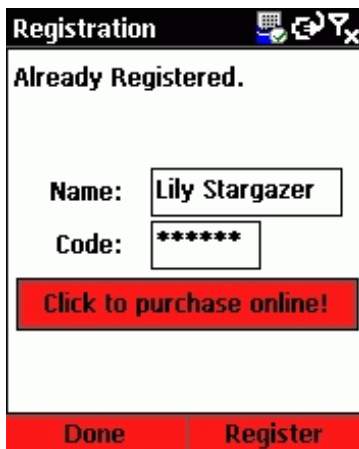 Registration
Already Registered.
Name: Lily Stargazer
Code: ******
Click to purchase online!
Done Register